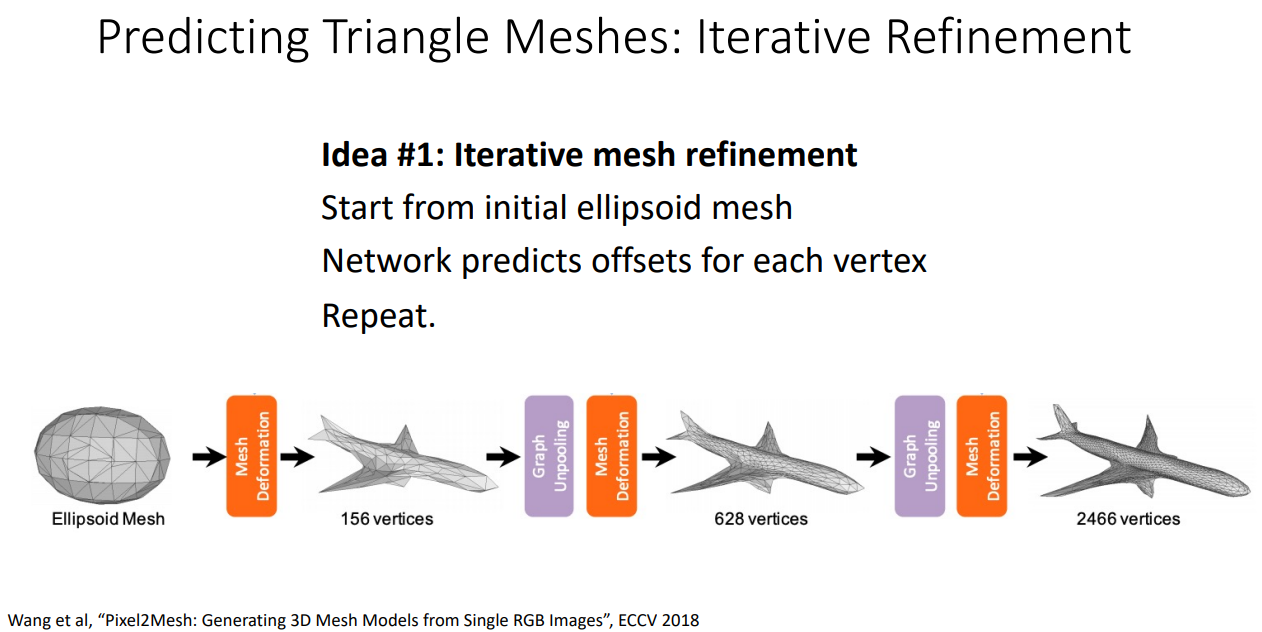 Predicting Triangle Meshes: Iterative Refinement
Idea #1: Iterative mesh refinement
Start from initial ellipsoid mesh
Network predicts offsets for each vertex
Repeat.
Mesh
Deformation
Graph
Unpooling
Mesh
Deformation
Graph
Unpooling
Mesh
Deformation
Ellipsoid Mesh
156 vertices
628 vertices
2466 vertices
Wang et al, “Pixel2Mesh: Generating 3D Mesh Models from Single RGB Images”, ECCV 2018